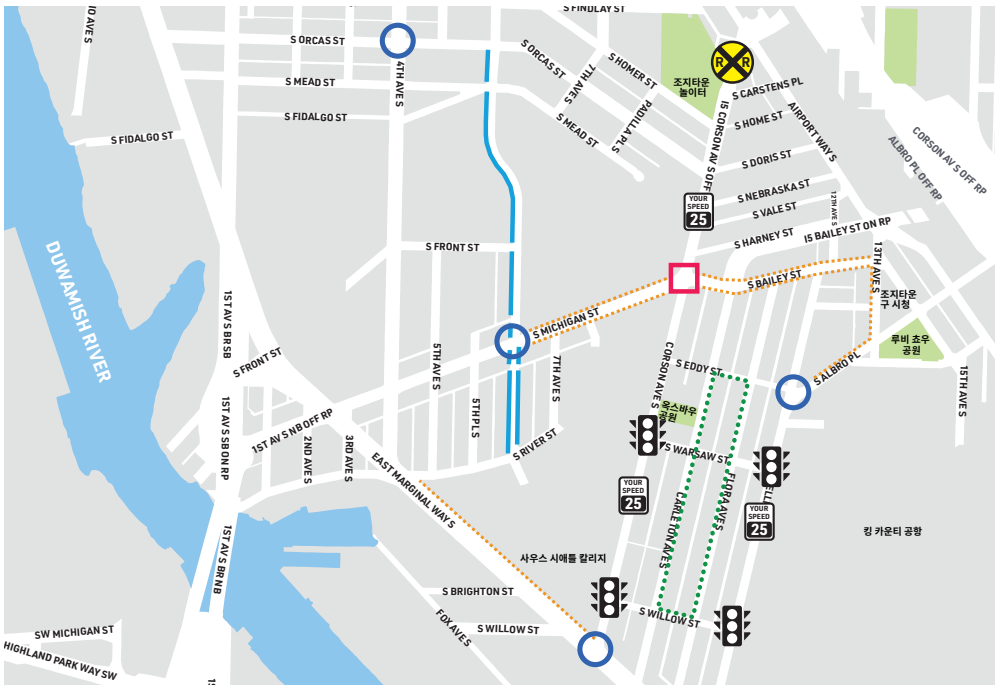 S FINDLAY ST
S ORCAS ST
4TH AVE S
S ORCAS ST
7TH AVE S
S HOMER ST
PADILLA PL S
조지타운
놀이터
R R
S CARSTENS PL
I5 CORSON AV S OFF
S HOME ST
AIRPORT WAY S
CORSON AV S OFF RP
ALBRO PL OFF RP
S MEAD ST
S MEAD ST
S FIDALGO ST
S FIDALGO ST
S DORIS ST
S NEBRASKA ST
12TH AVE S
YOUR
SPEED
25
S VALE ST
S HARNEY ST
I5 BAILEY ST ON RP
S FRONT ST
DUWAMISH RIVER
13TH AVE S
S BAILEY ST
조지타운
구 시청
1ST AV S BR SB
S MICHIGAN ST
루비 쵸우
공원
S FRONT ST
5TH AVE S
7TH AVE S
CORSON AVE S
S EDDY ST
S ALBRO PL
15TH AVE S
옥스바우
공원
1ST AV S SB ON RP
1ST AV S NB OFF RP
2ND AVE S
3RD AVE S
5TH PL S
S RIVER ST
S WARSAW ST
EAST MARGINAL WAY S
YOUR
SPEED
25
CARLETON AVE S
FLORA AVE S
YOUR
SPEED
25
킹 카운티 공항
1ST AV S BR NB
사우스 시애틀 칼리지
S BRIGHTON ST
FOX AVE S
S WILLOW ST
S WILLOW ST
SW MICHIGAN ST
HIGHLAND PARK WAY SW